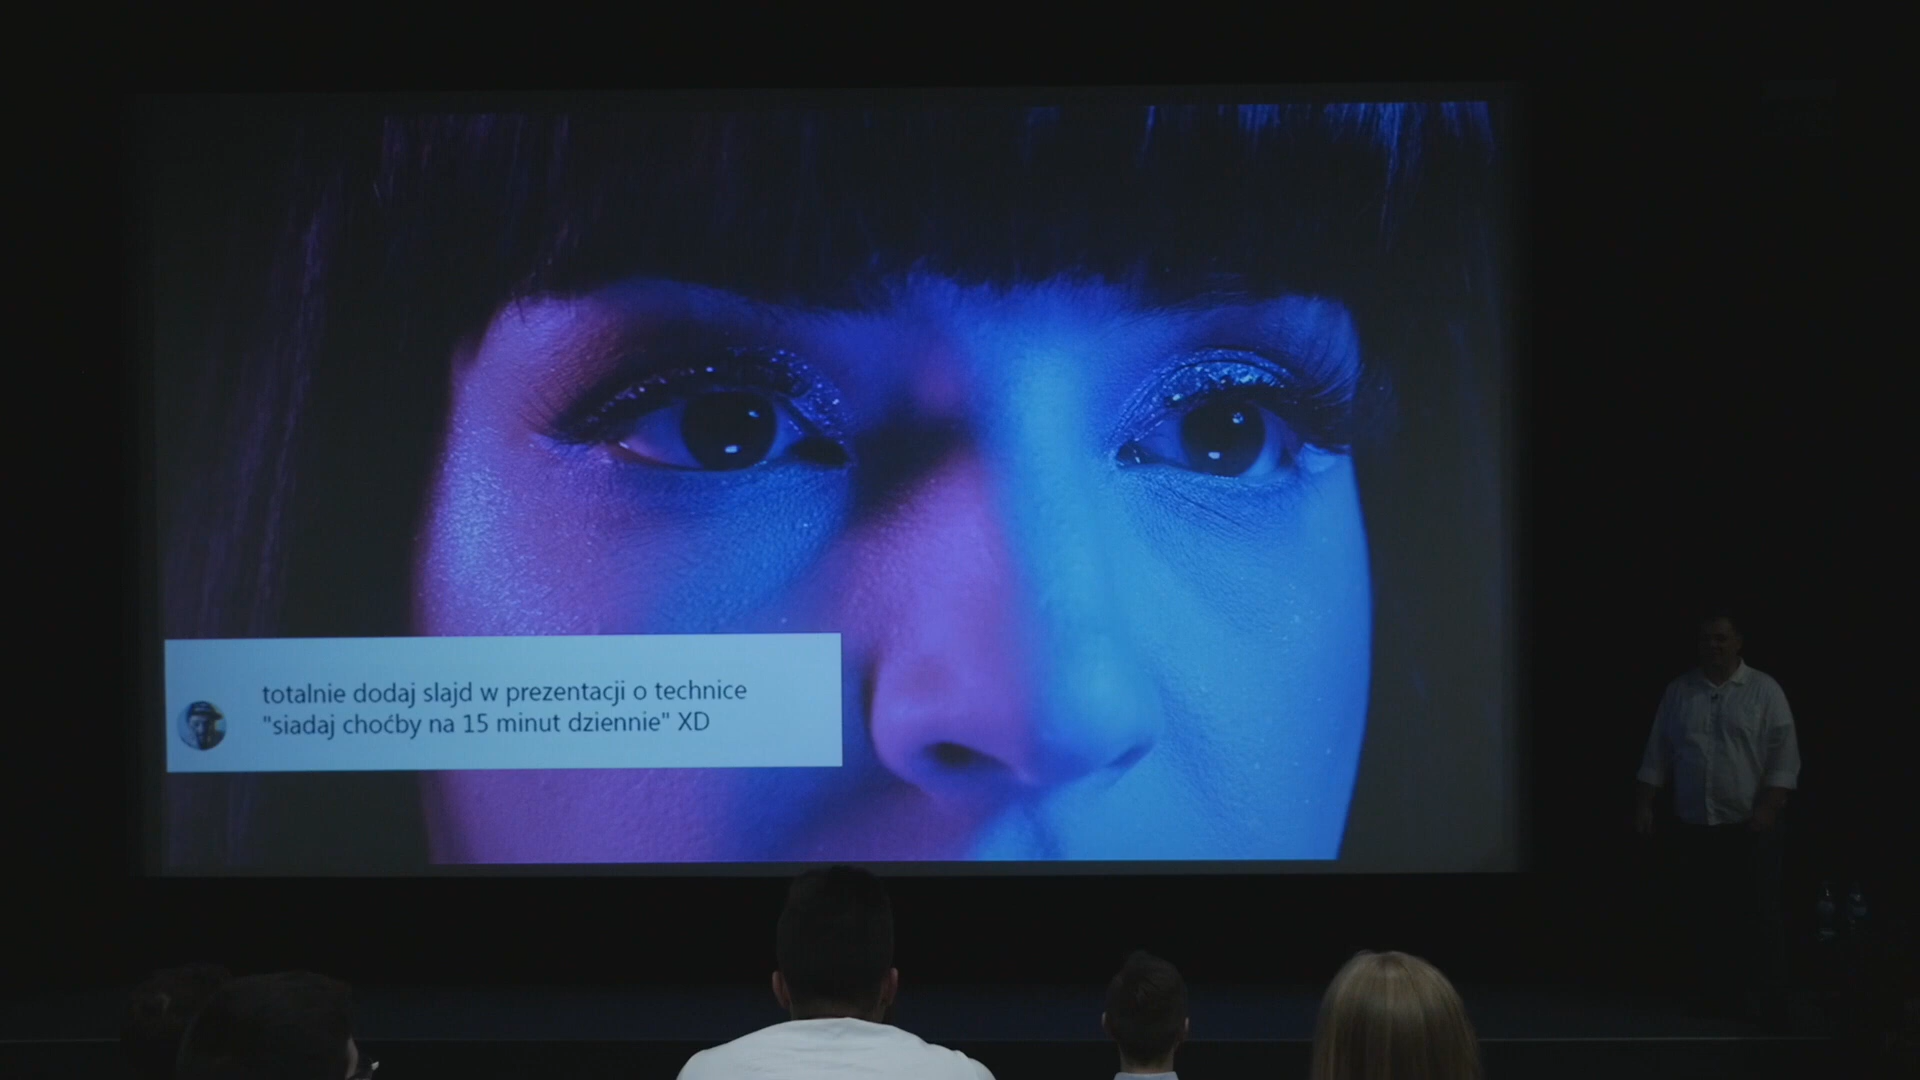 totalnie dodaj slajd w prezentacji o technice
"siadaj choćby na 15 minut dziennie" XD